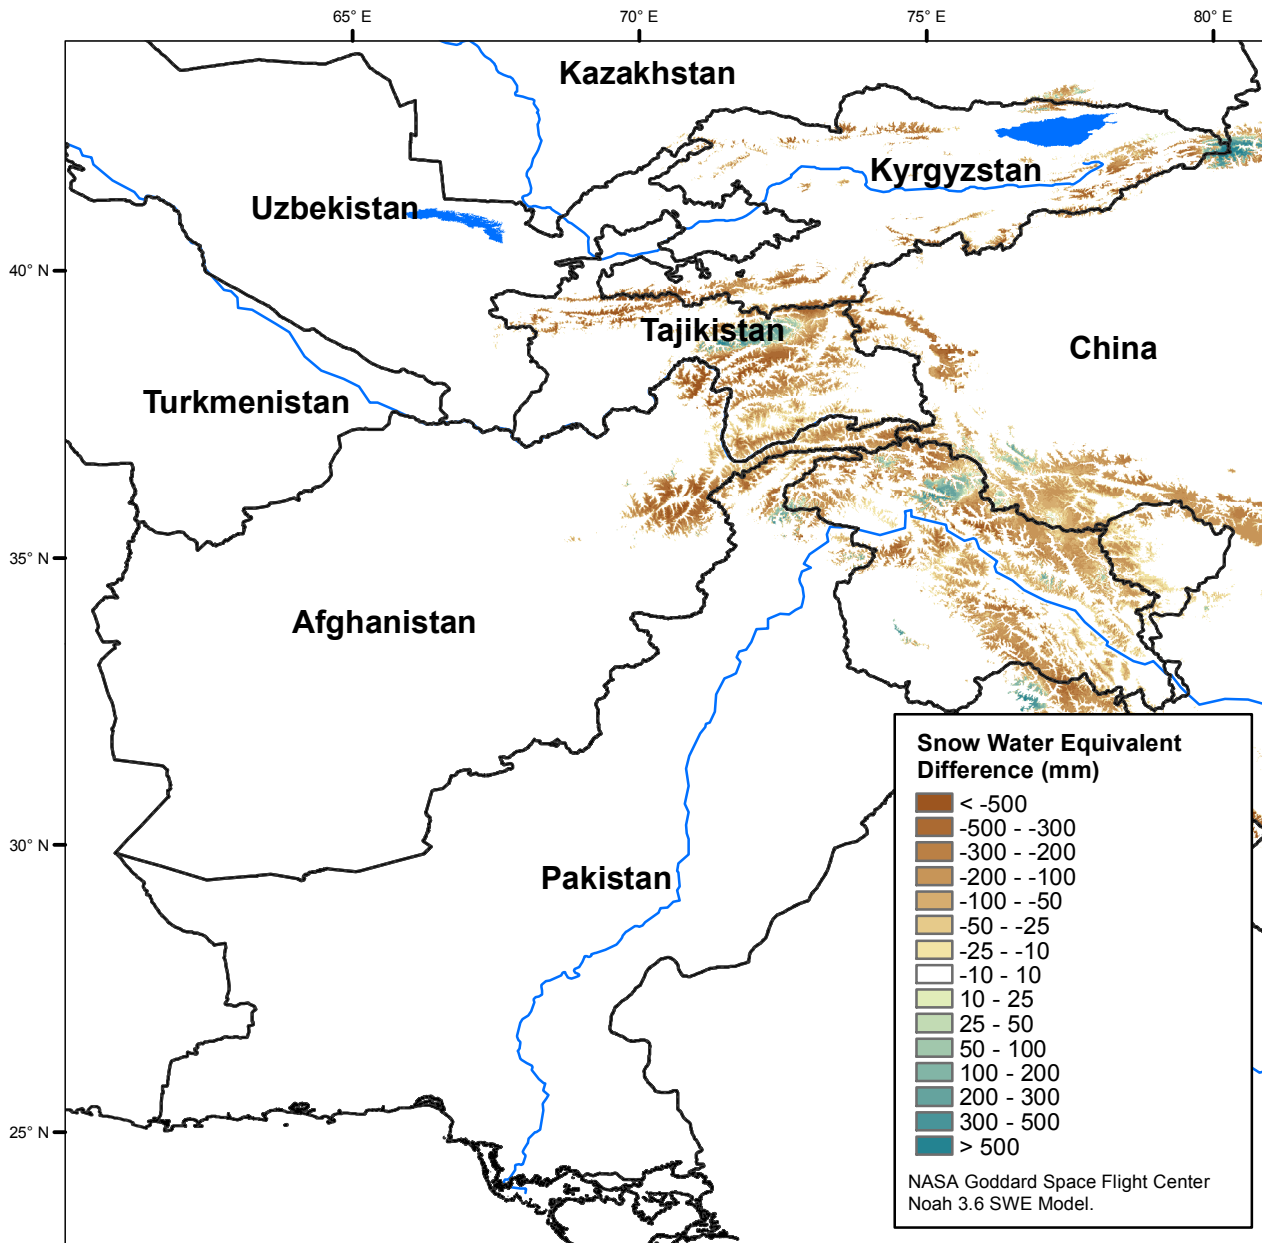 65° E
70° E
75° E
80° E
Kazakhstan
Kyrgyzstan
Uzbekistan
40° N
Tajikistan
China
Turkmenistan
35° N
Afghanistan
Snow Water Equivalent
Difference (mm)
< -500
-500 - -300
-300 - -200
-200 - -100
-100 - -50
-50 - -25
-25 - -10
-10 - 10
10 - 25
25 - 50
50 - 100
100 - 200
200 - 300
300 - 500
> 500
30° N
Pakistan
25° N
NASA Goddard Space Flight Center
Noah 3.6 SWE Model.